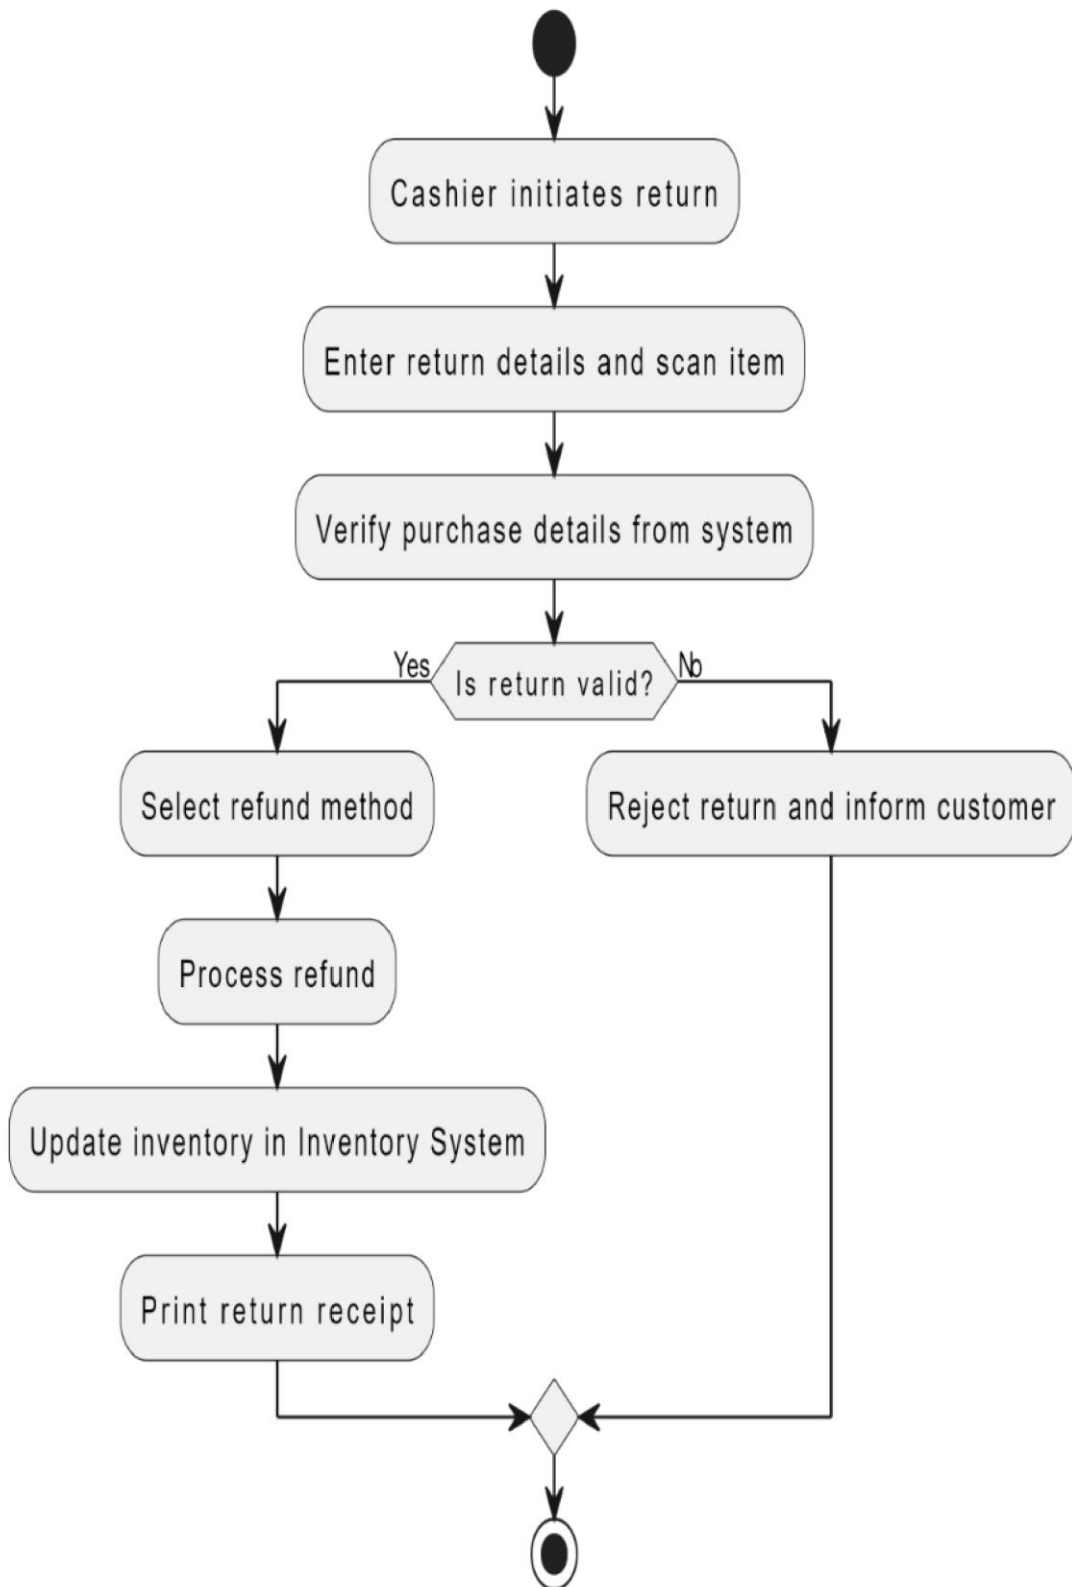 Cashier initiates return
Enter return details and scan item
Verify purchase details from system
Yes
Is return valid?
No
Select refund method
Reject return and inform customer
Process refund
Update inventory in Inventory System
Print return receipt